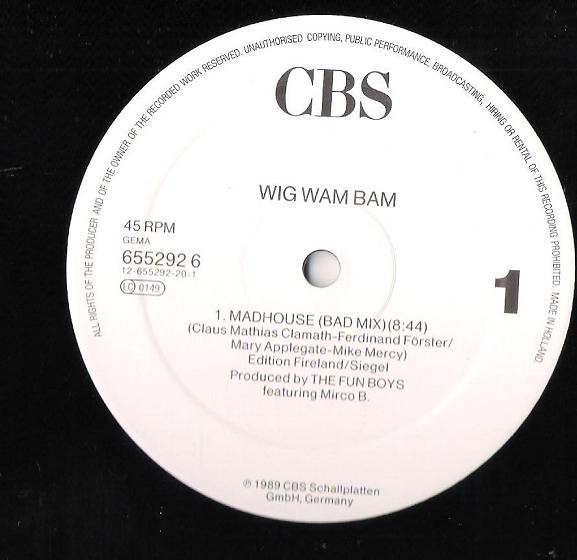 ALL RIGHTS OF THE PRODUCER AND OF THE OWNER OF THE RECORDED WORK RESERVED. UNAUTHORISED COPYING, PUBLIC PERFORMANCE, BROADCASTING, HIRING OR RENTAL OF THIS RECORDING PROHIBITED. MADE IN HOLLAND.
CBS
WIG WAM BAM
45 RPM
GEMA
655292 6
12-655292-20-1
LC 0149
1
1. MADHOUSE (BAD MIX)(8:44)
(Claus Mathias Clamath-Ferdinand Förster/
Mary Applegate-Mike Mercy)
Edition Fireland/Siegel
Produced by THE FUN BOYS
featuring Mirco B.
℗ 1989 CBS Schallplatten
GmbH, Germany